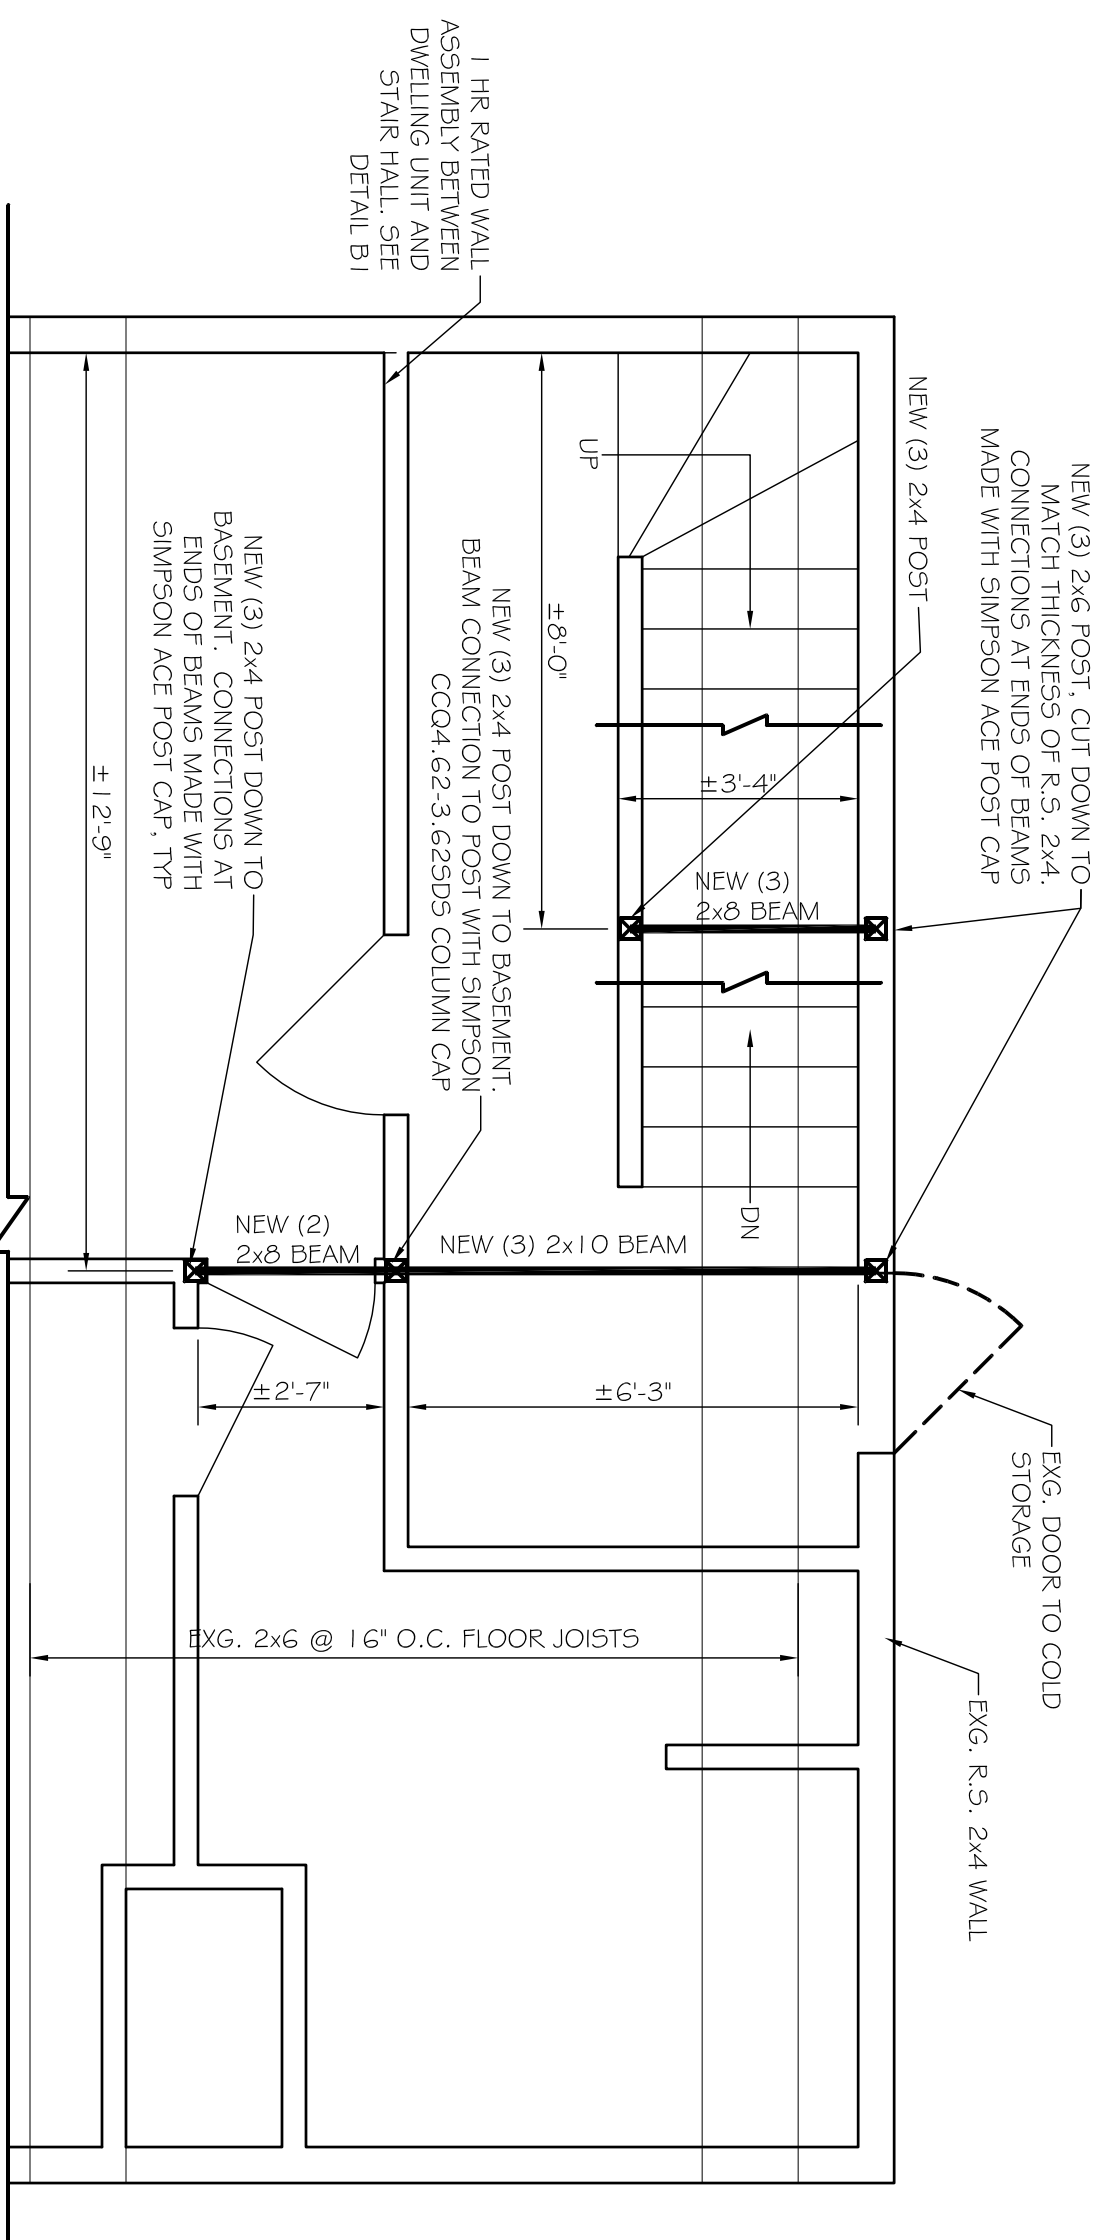 NEW (3) 2x6 POST, CUT DOWN TO
MATCH THICKNESS OF R.S. 2x4.
CONNECTIONS AT ENDS OF BEAMS
MADE WITH SIMPSON ACE POST CAP
NEW (3) 2x4 POST
1 HR RATED WALL
ASSEMBLY BETWEEN
DWELLING UNIT AND
STAIR HALL. SEE
DETAIL B1
UP
±8'-0"
±3'-4"
NEW (3)
2x8 BEAM
NEW (3) 2x4 POST DOWN TO BASEMENT.
BEAM CONNECTION TO POST WITH SIMPSON
CCQ4.62-3.62SDS COLUMN CAP
NEW (3) 2x4 POST DOWN TO
BASEMENT. CONNECTIONS AT
ENDS OF BEAMS MADE WITH
SIMPSON ACE POST CAP, TYP
±12'-9"
DN
NEW (2)
2x8 BEAM
NEW (3) 2x10 BEAM
±2'-7"
±6'-3"
EXG. DOOR TO COLD
STORAGE
EXG. 2x6 @ 16" O.C. FLOOR JOISTS
EXG. R.S. 2x4 WALL